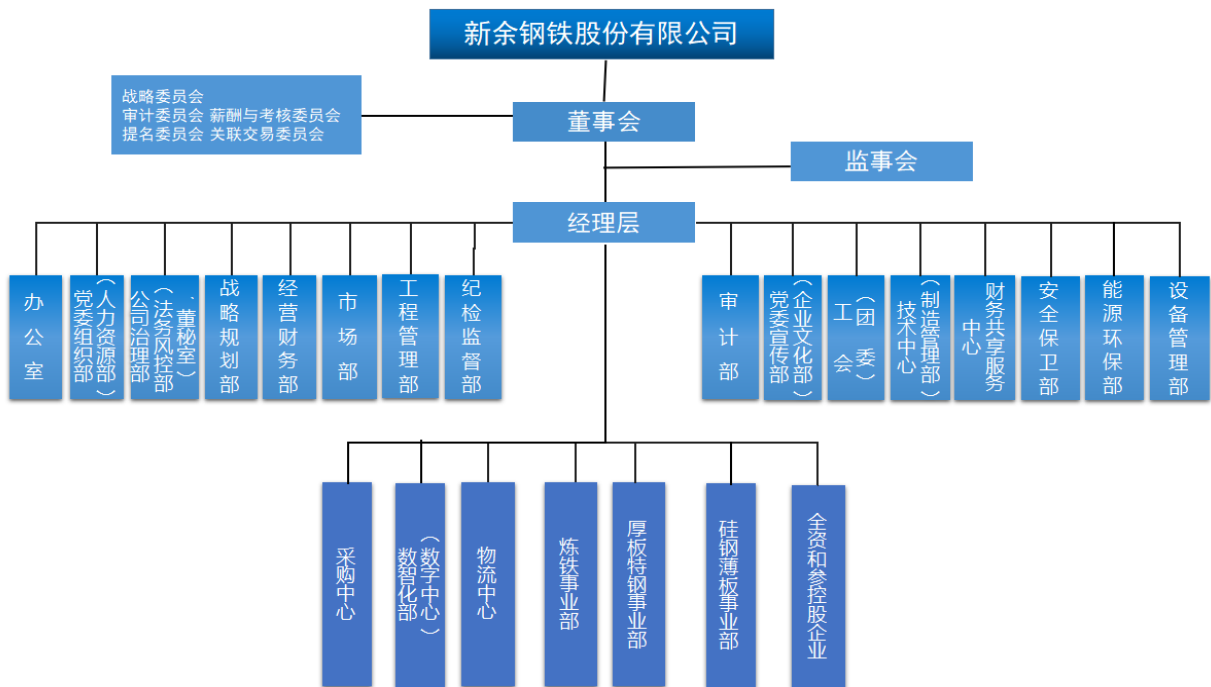 新余钢铁股份有限公司
战略委员会
审计委员会 薪酬与考核委员会
提名委员会 关联交易委员会
董事会
监事会
经理层
办公室
党委组织部
（人力资源部）
公司治理部
（法务风控部
、董秘室）
战略规划部
经营财务部
市场部
工程管理部
纪检监督部
审计部
党委宣传部
（企业文化部）
工会
（团委）
技术中心
（制造管理部）
财务共享服务
中心
安全保卫部
能源环保部
设备管理部
采购中心
数智化部
（数字中心）
物流中心
炼铁事业部
厚板特钢事业部
硅钢薄板事业部
全资和参控股企业